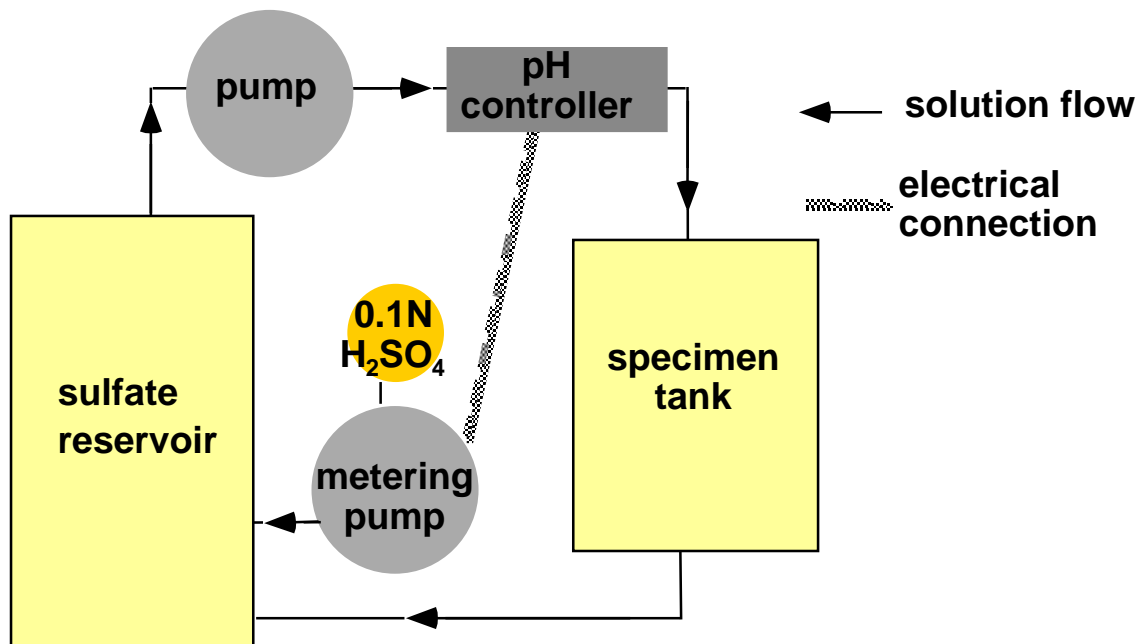 pump
pH
controller
solution flow
electrical
connection
0.1N
H₂SO₄
sulfate
reservoir
specimen
tank
metering
pump